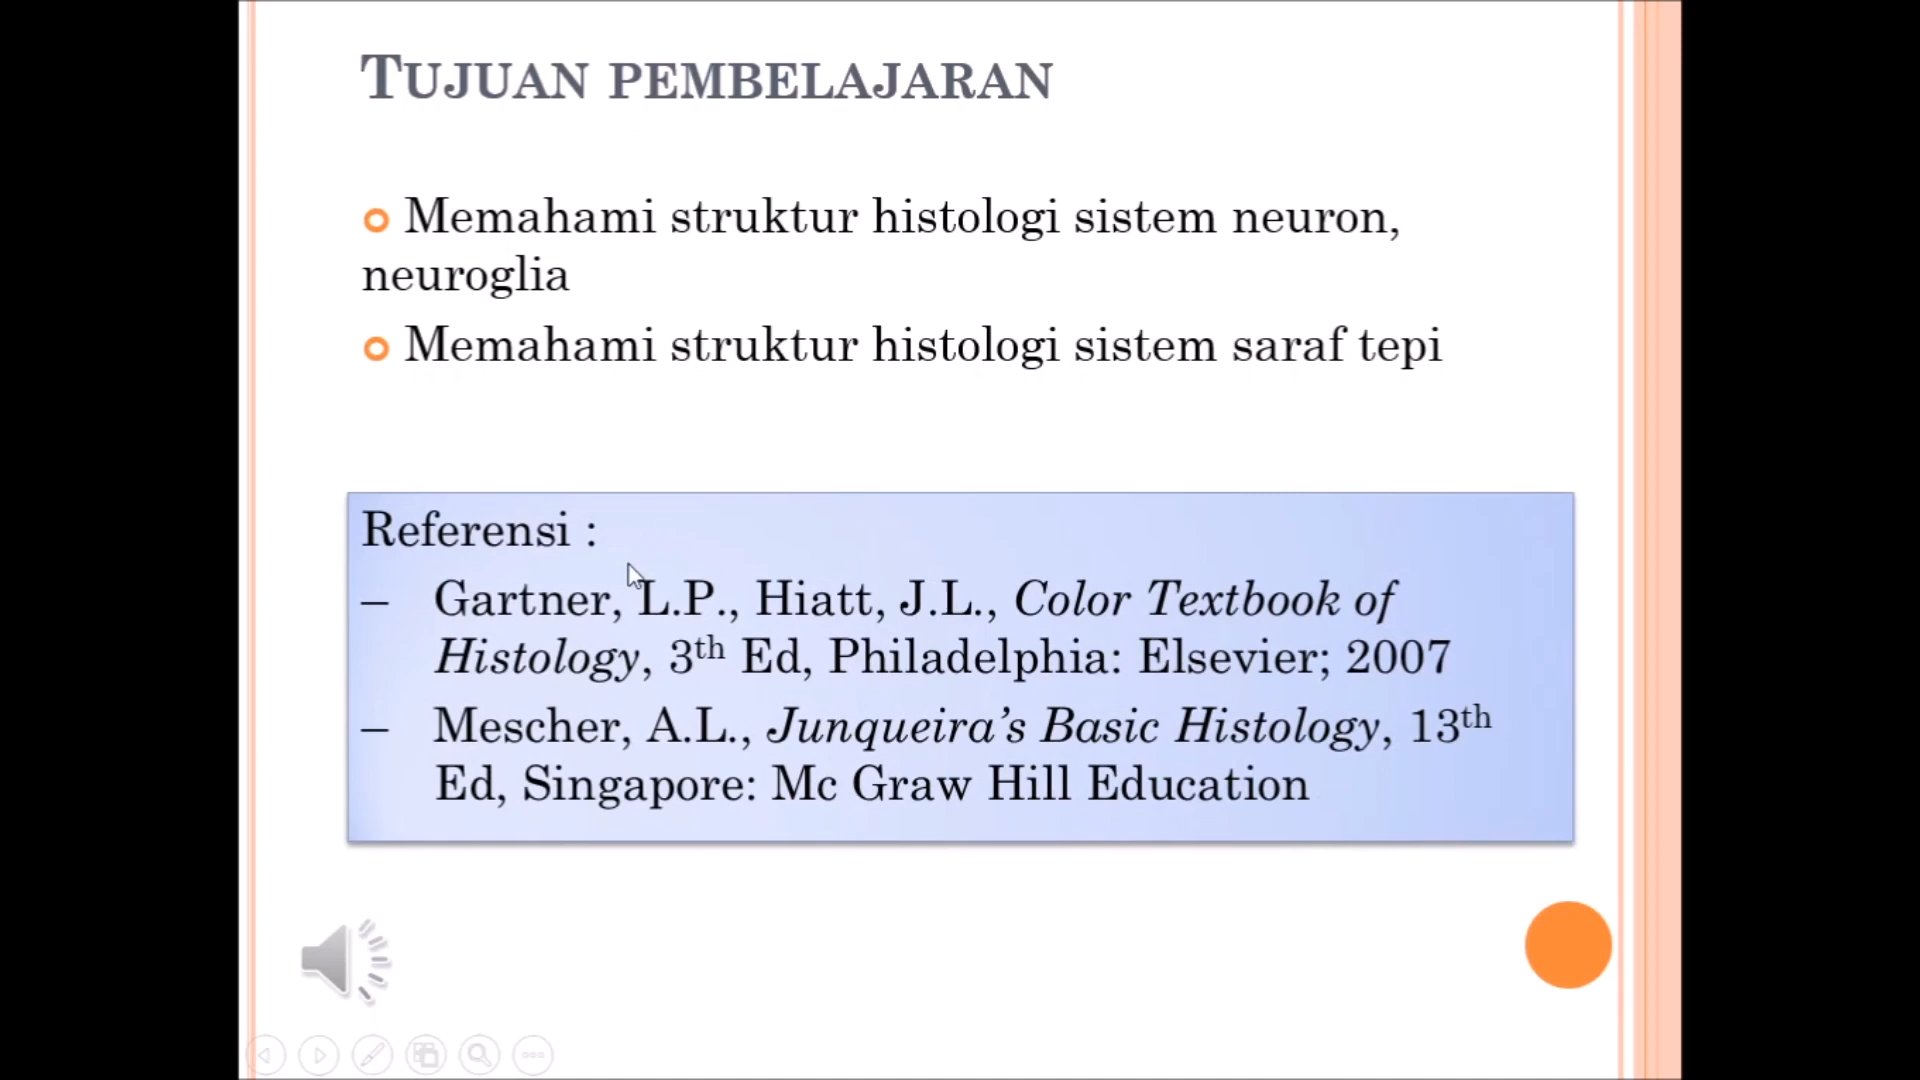 TUJUAN PEMBELAJARAN
Memahami struktur histologi sistem neuron,
neuroglia
Memahami struktur histologi sistem saraf tepi
Referensi :
– Gartner, L.P., Hiatt, J.L., Color Textbook of
Histology, 3th Ed, Philadelphia: Elsevier; 2007
– Mescher, A.L., Junqueira’s Basic Histology, 13th
Ed, Singapore: Mc Graw Hill Education